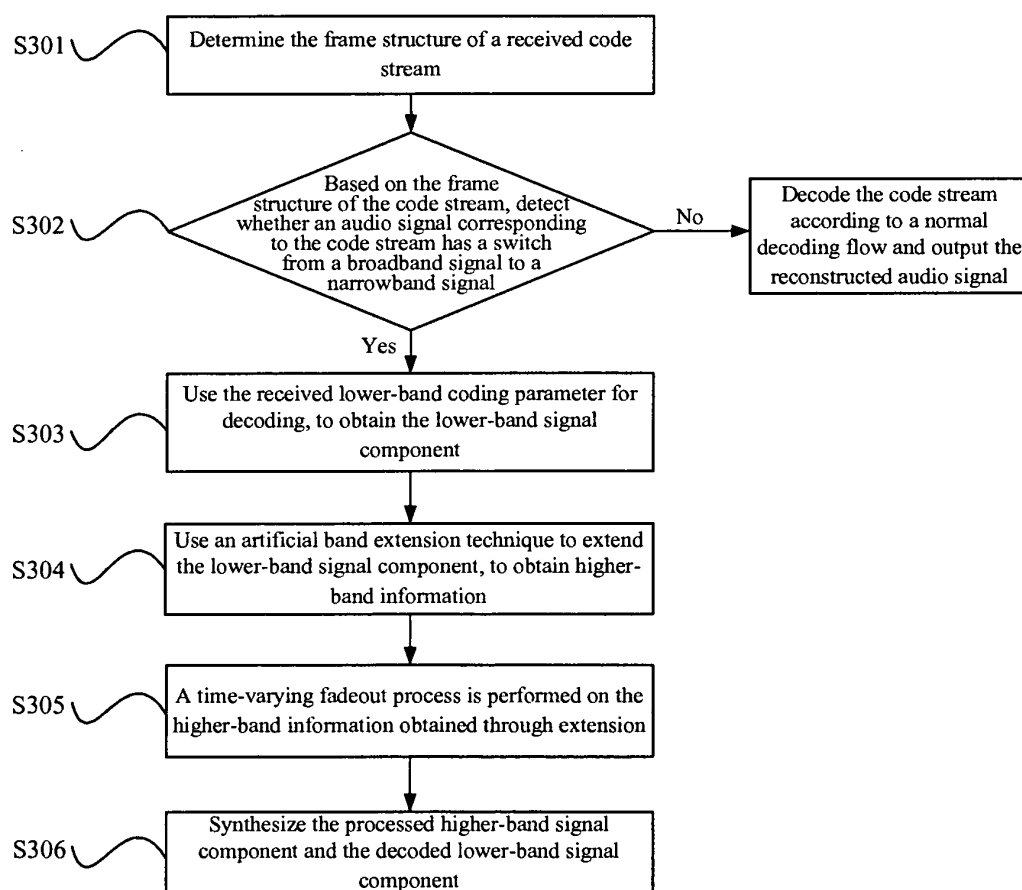 S301
Determine the frame structure of a received code
stream
S302
Based on the frame
structure of the code stream, detect
whether an audio signal corresponding
to the code stream has a switch
from a broadband signal to a
narrowband signal
No
Decode the code stream
according to a normal
decoding flow and output the
reconstructed audio signal
Yes
S303
Use the received lower-band coding parameter for
decoding, to obtain the lower-band signal
component
S304
Use an artificial band extension technique to extend
the lower-band signal component, to obtain higher-
band information
S305
A time-varying fadeout process is performed on the
higher-band information obtained through extension
S306
Synthesize the processed higher-band signal
component and the decoded lower-band signal
component